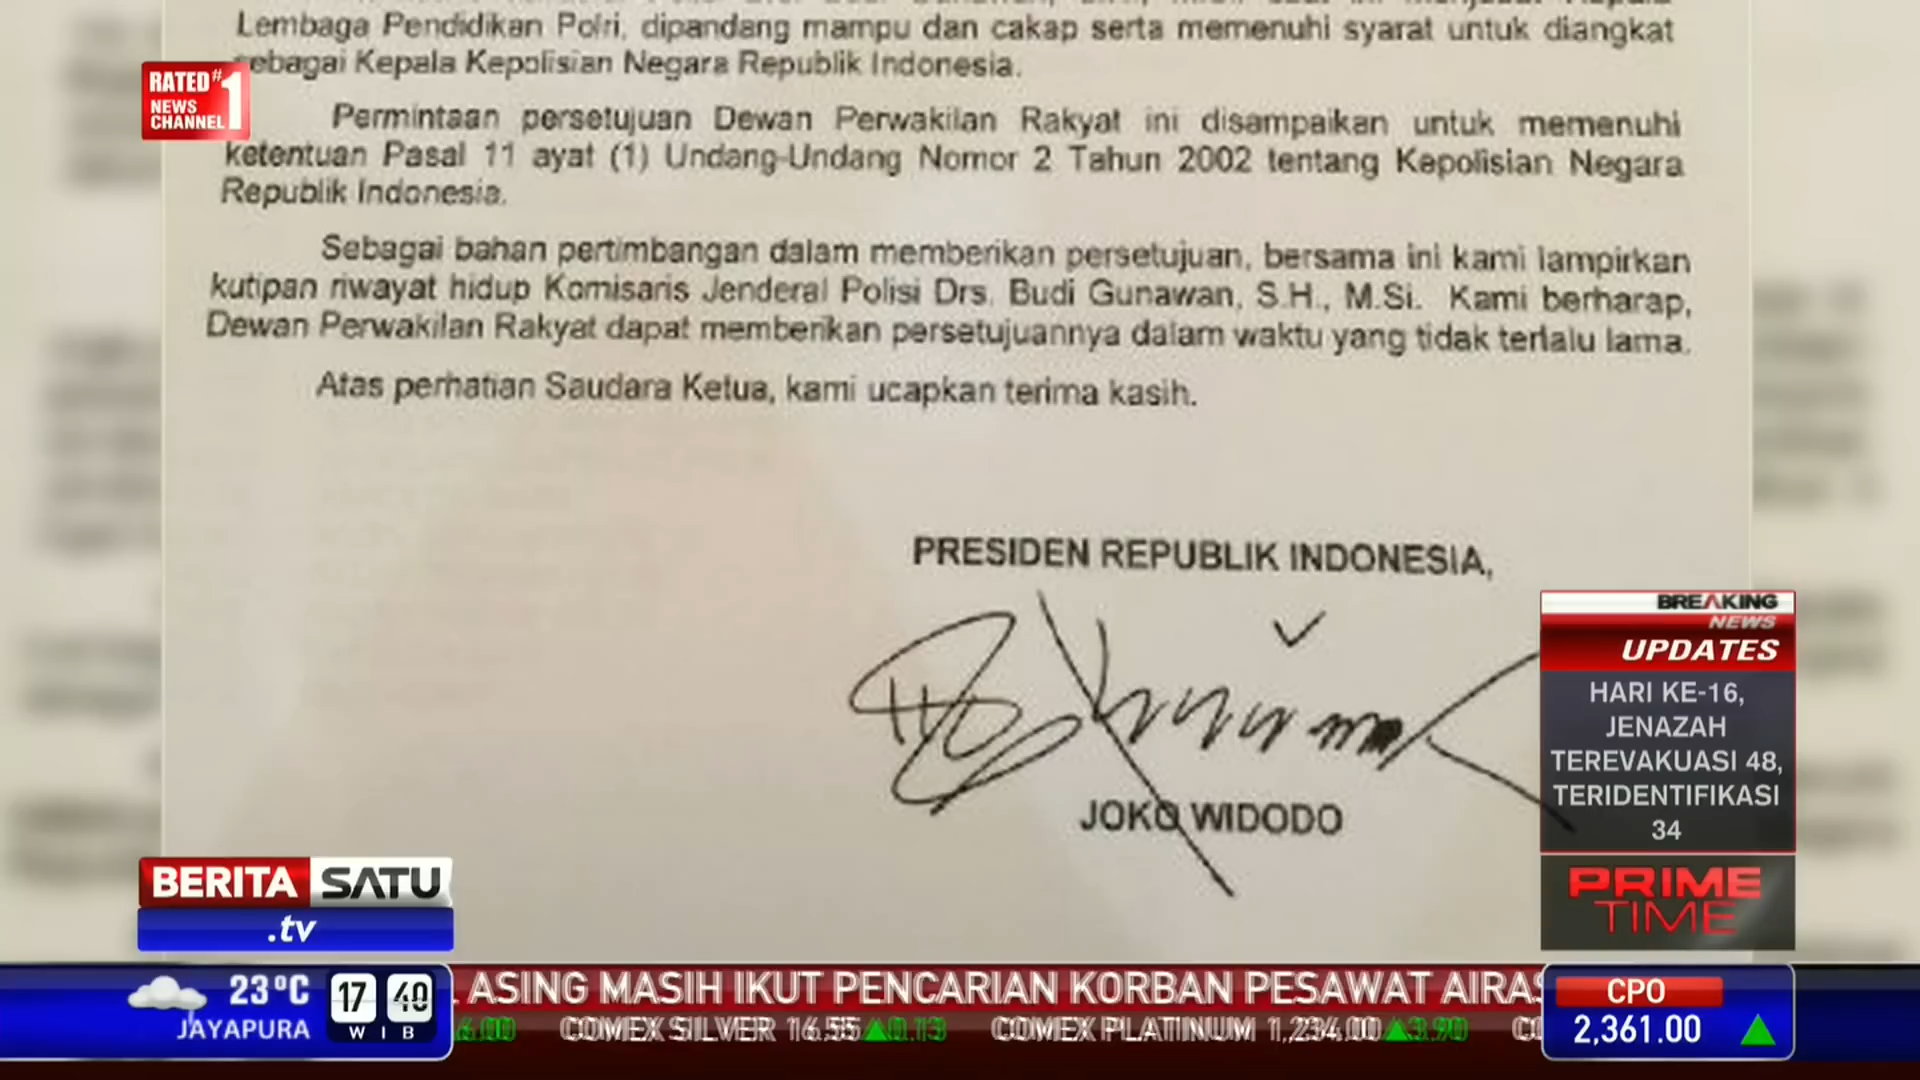 Lembaga Pendidikan Polri, dipandang mampu dan cakap serta memenuhi syarat untuk diangkat
sebagai Kepala Kepolisian Negara Republik Indonesia.
Permintaan persetujuan Dewan Perwakilan Rakyat ini disampaikan untuk memenuhi
ketentuan Pasal 11 ayat (1) Undang-Undang Nomor 2 Tahun 2002 tentang Kepolisian Negara
Republik Indonesia.
Sebagai bahan pertimbangan dalam memberikan persetujuan, bersama ini kami lampirkan
kutipan riwayat hidup Komisaris Jenderal Polisi Drs. Budi Gunawan, S.H., M.Si. Kami berharap,
Dewan Perwakilan Rakyat dapat memberikan persetujuannya dalam waktu yang tidak terlalu lama.
Atas perhatian Saudara Ketua, kami ucapkan terima kasih.
PRESIDEN REPUBLIK INDONESIA,
JOKO WIDODO
RATED #1
NEWS
CHANNEL
BREAKING
NEWS
UPDATES
HARI KE-16,
JENAZAH
TEREVAKUASI 48,
TERIDENTIFIKASI
34
PRIME
TIME
BERITA SATU
.tv
23°C
JAYAPURA
17 40
WIB
ASING MASIH IKUT PENCARIAN KORBAN PESAWAT AIRAS
6.00 COMEX SILVER 16.55 ▲0.13 COMEX PLATINUM 1,234.00 ▲3.90 CO
CPO
2,361.00 ▲